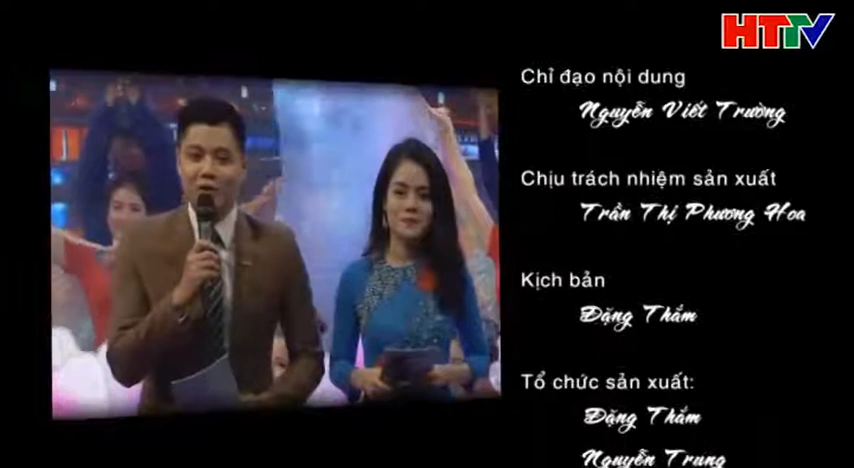 HTTV
Chỉ đạo nội dung
Nguyễn Viết Trường
Chịu trách nhiệm sản xuất
Trần Thị Phương Hoa
Kịch bản
Đặng Thắm
Tổ chức sản xuất:
Đặng Thắm
Nguyễn Trung